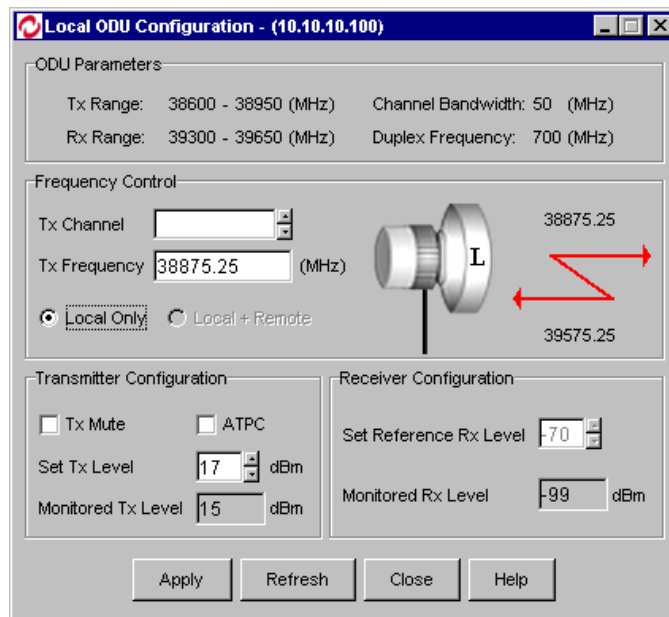 Local ODU Configuration - (10.10.10.100)
ODU Parameters
Tx Range: 38600 - 38950 (MHz) Channel Bandwidth: 50 (MHz)
Rx Range: 39300 - 39650 (MHz) Duplex Frequency: 700 (MHz)
Frequency Control
Tx Channel
Tx Frequency 38875.25 (MHz)
Local Only Local + Remote
L
38875.25
39575.25
Transmitter Configuration
Tx Mute ATPC
Set Tx Level 17 dBm
Monitored Tx Level 15 dBm
Receiver Configuration
Set Reference Rx Level -70
Monitored Rx Level -99 dBm
Apply Refresh Close Help